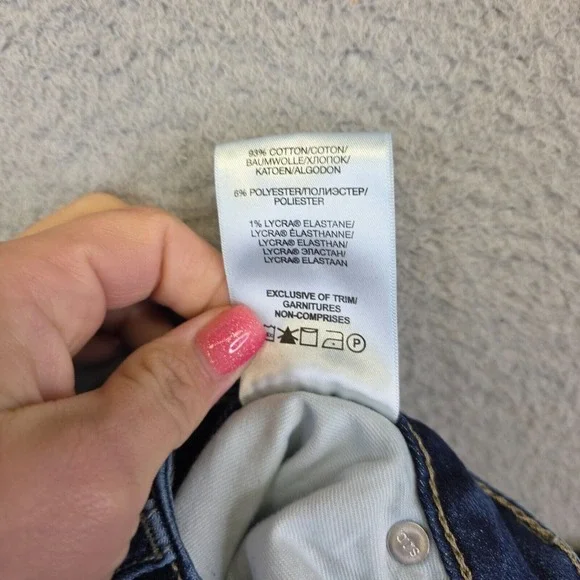 93% COTTON/COTON/
BAUMWOLLE/ХЛОПОК/
KATOEN/ALGODON
6% POLYESTER/ПОЛИЭСТЕР/
POLIESTER
1% LYCRA® ELASTANE/
LYCRA® ÉLASTHANNE/
LYCRA® ELASTHAN/
LYCRA® ЭЛАСТАН/
LYCRA® ELASTAAN
EXCLUSIVE OF TRIM/
GARNITURES
NON-COMPRISES
P